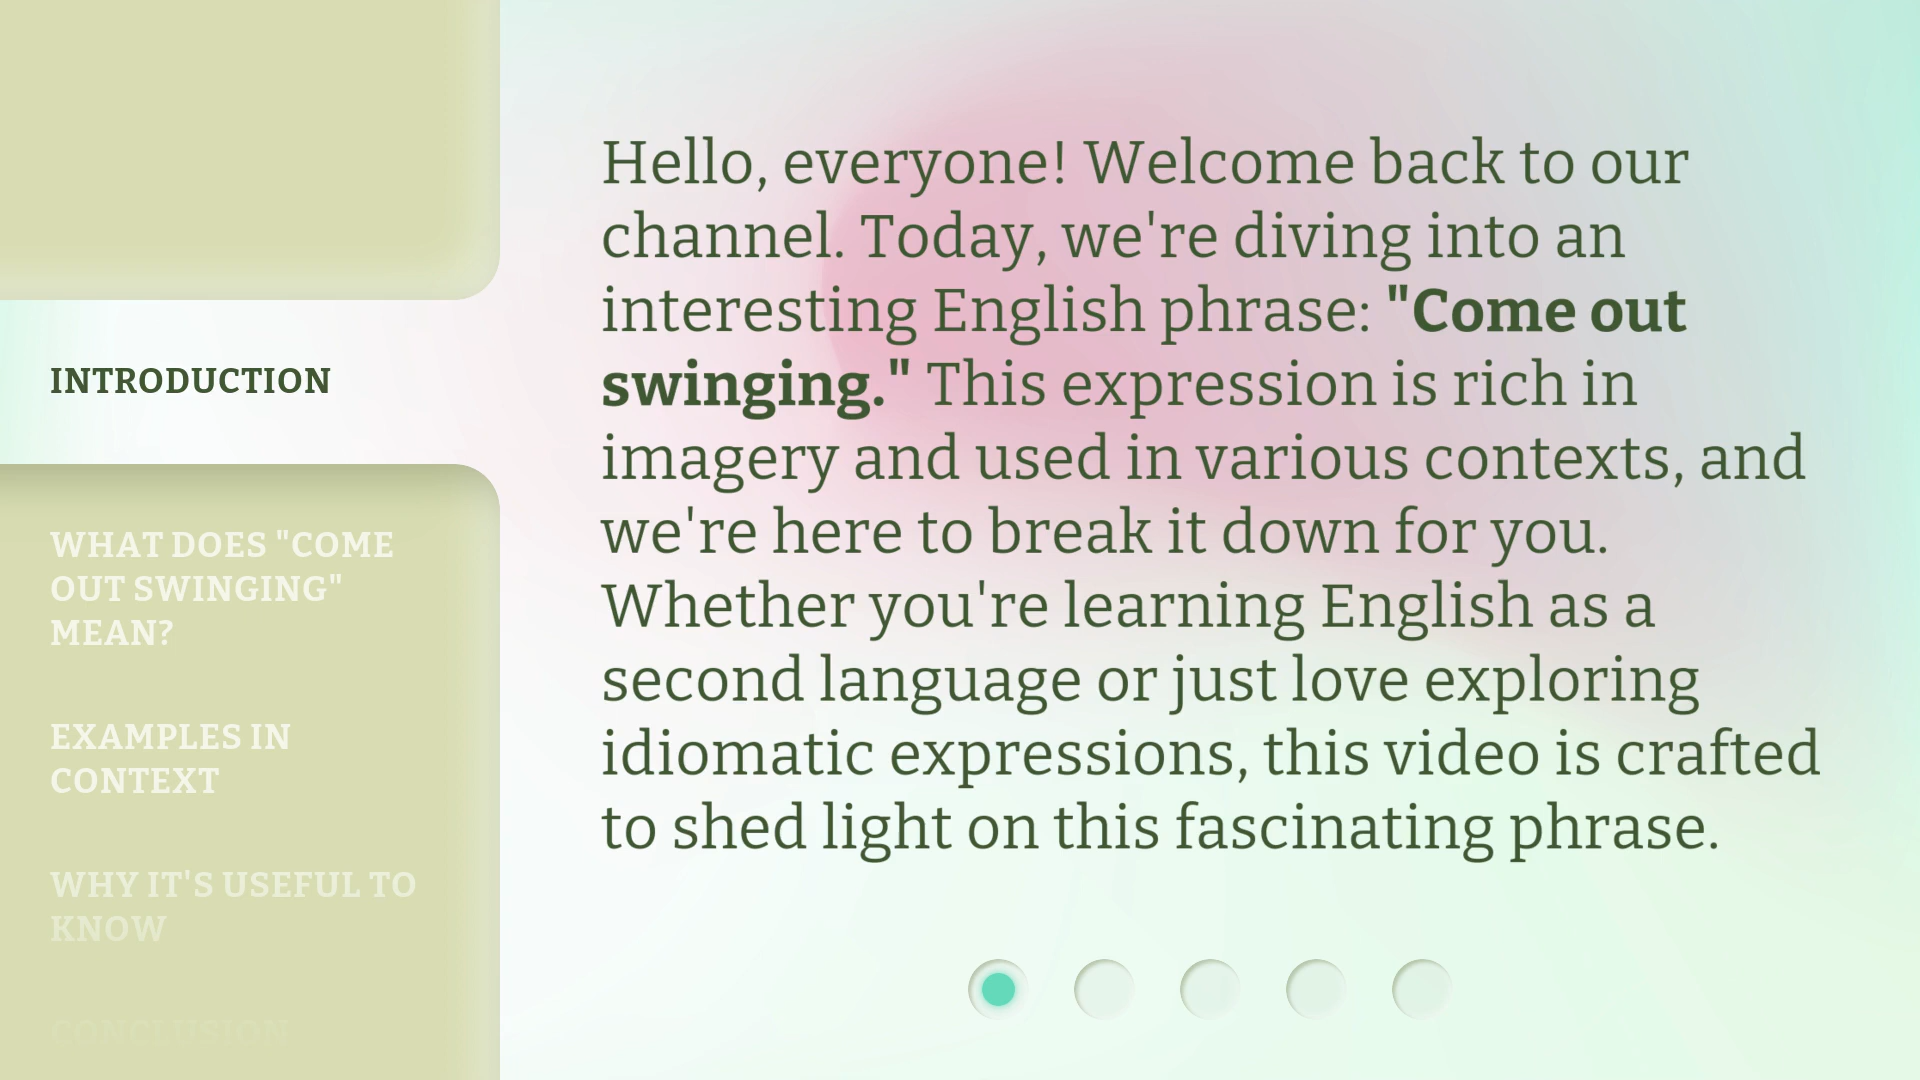 INTRODUCTION
WHAT DOES "COME
OUT SWINGING"
MEAN?
EXAMPLES IN
CONTEXT
WHY IT'S USEFUL TO
KNOW
CONCLUSION
Hello, everyone! Welcome back to our
channel. Today, we're diving into an
interesting English phrase: "Come out
swinging." This expression is rich in
imagery and used in various contexts, and
we're here to break it down for you.
Whether you're learning English as a
second language or just love exploring
idiomatic expressions, this video is crafted
to shed light on this fascinating phrase.